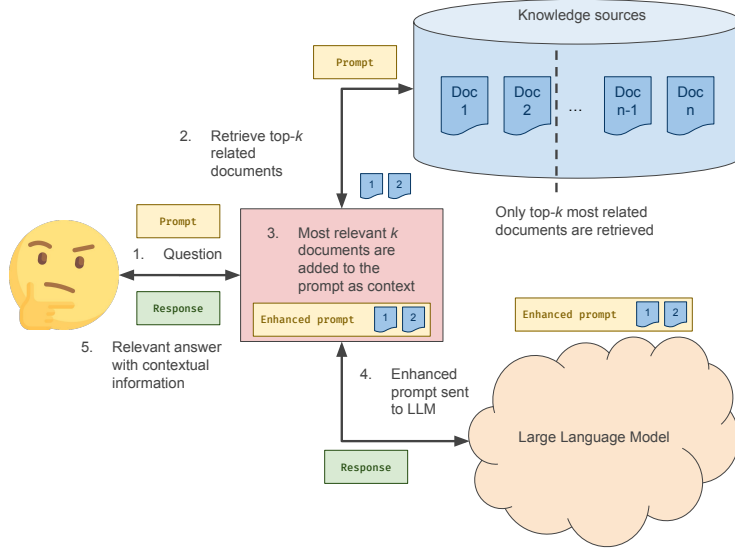 Knowledge sources
Prompt
Doc
1
Doc
2
...
Doc
n-1
Doc
n
2. Retrieve top-k
related
documents
1
2
Only top-k most related
documents are retrieved
Prompt
1. Question
Response
5. Relevant answer
with contextual
information
3. Most relevant k
documents are
added to the
prompt as context
Enhanced prompt
1
2
4. Enhanced
prompt sent
to LLM
Response
Enhanced prompt
1
2
Large Language Model